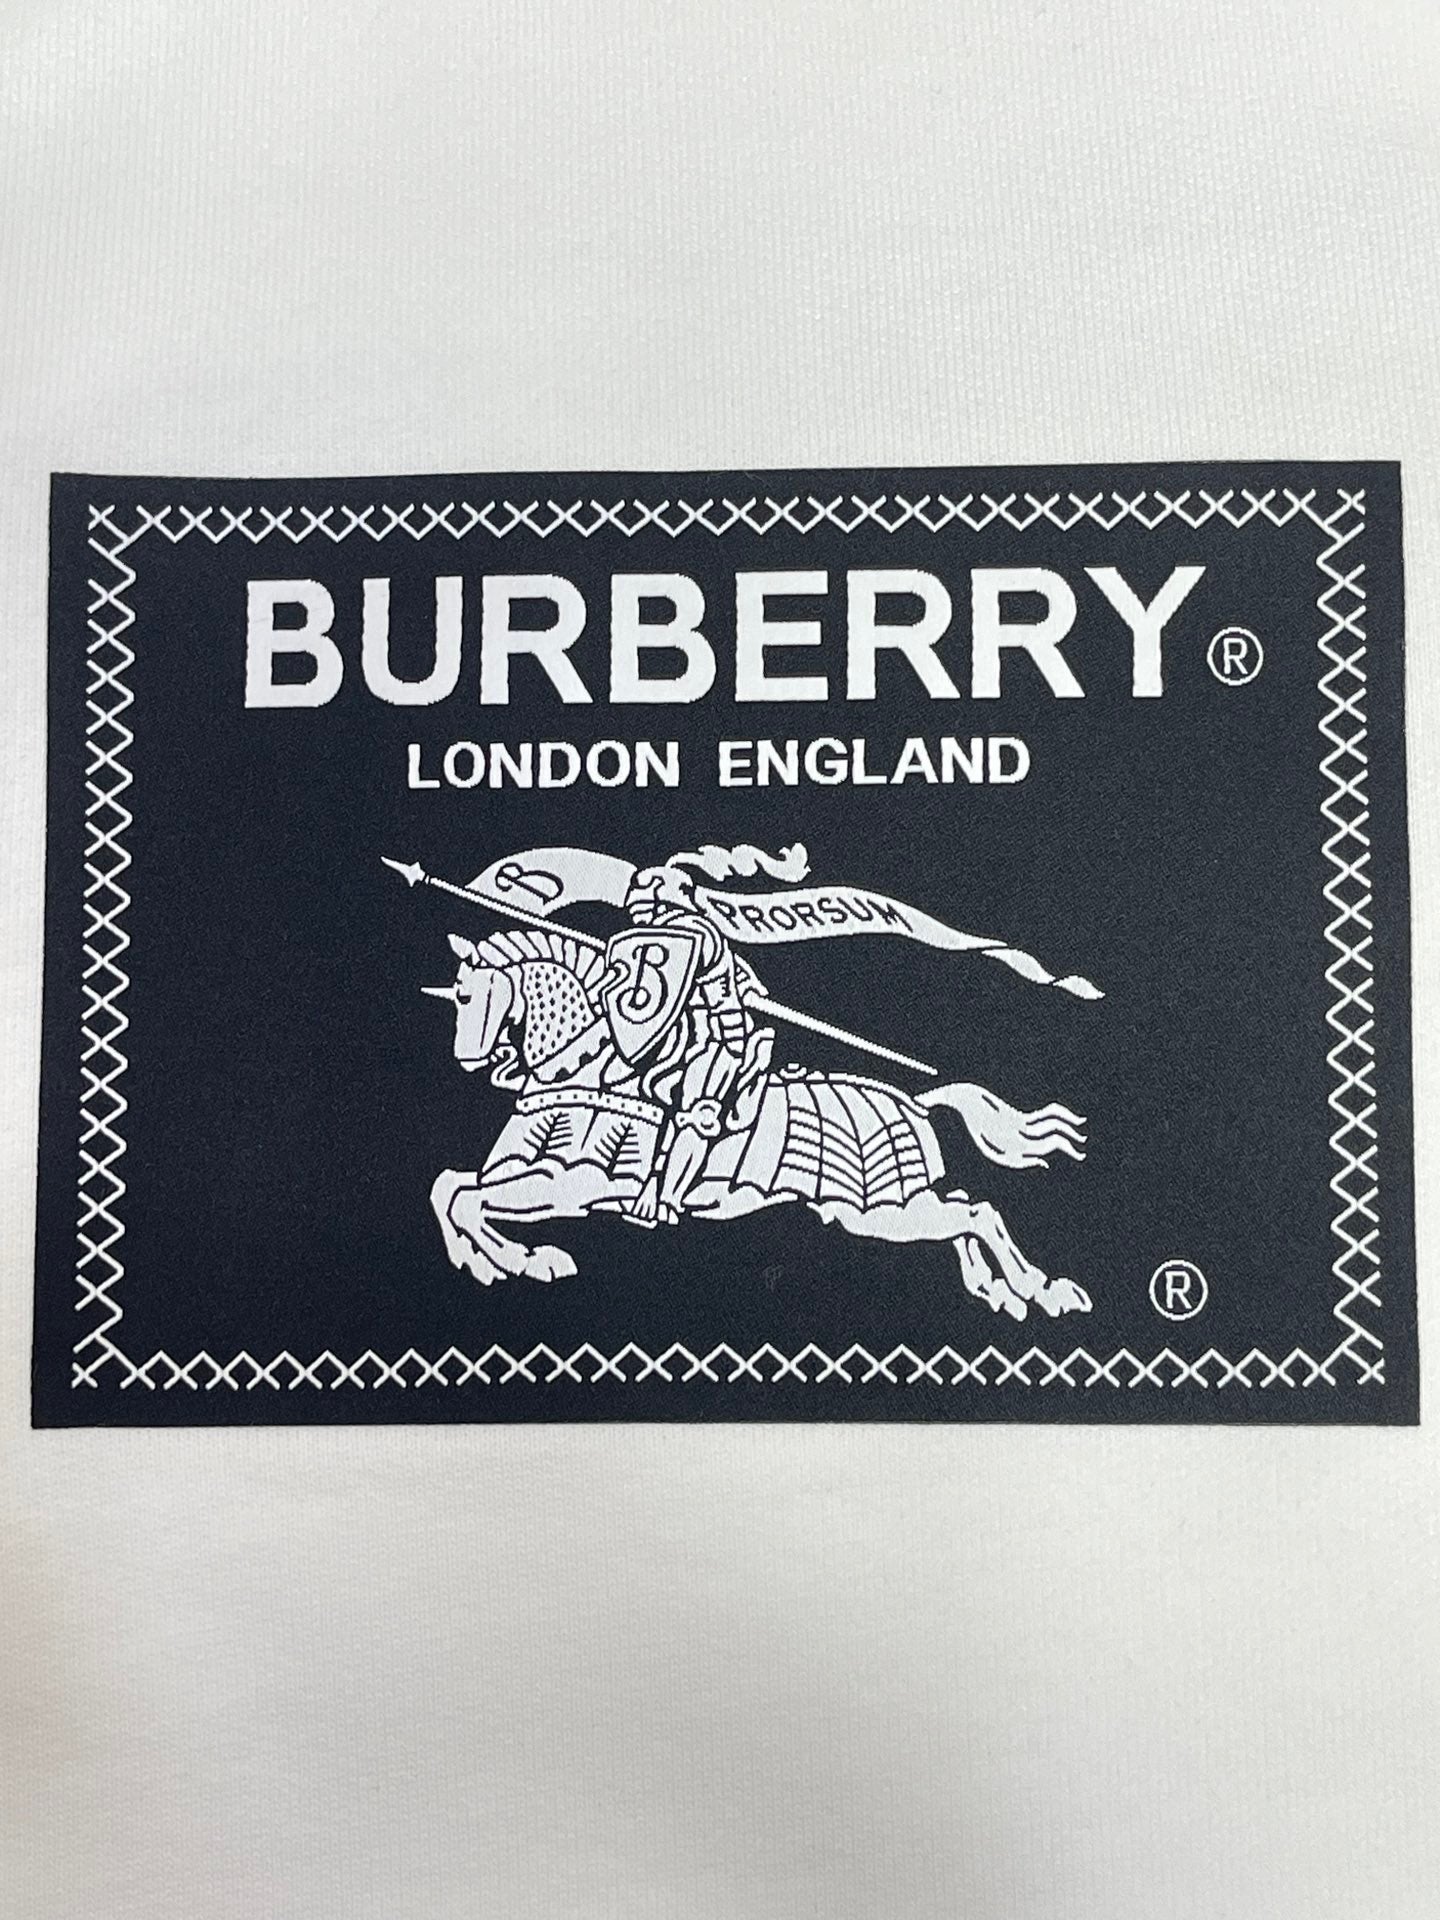 BURBERRY®
LONDON ENGLAND
B
PRORSUM
B
®